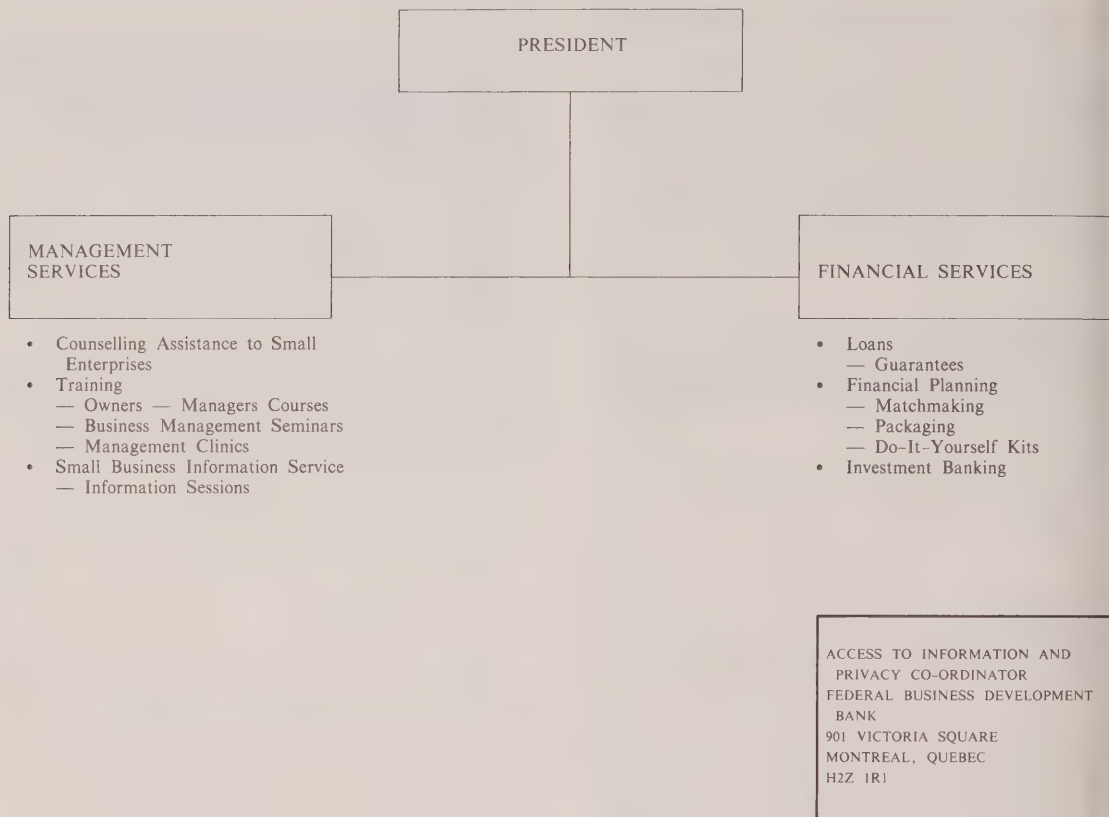 PRESIDENT
MANAGEMENT
SERVICES
• Counselling Assistance to Small
Enterprises
• Training
— Owners — Managers Courses
— Business Management Seminars
— Management Clinics
• Small Business Information Service
— Information Sessions
FINANCIAL SERVICES
• Loans
— Guarantees
• Financial Planning
— Matchmaking
— Packaging
— Do-It-Yourself Kits
• Investment Banking
ACCESS TO INFORMATION AND
PRIVACY CO-ORDINATOR
FEDERAL BUSINESS DEVELOPMENT
BANK
901 VICTORIA SQUARE
MONTREAL, QUEBEC
H2Z 1R1